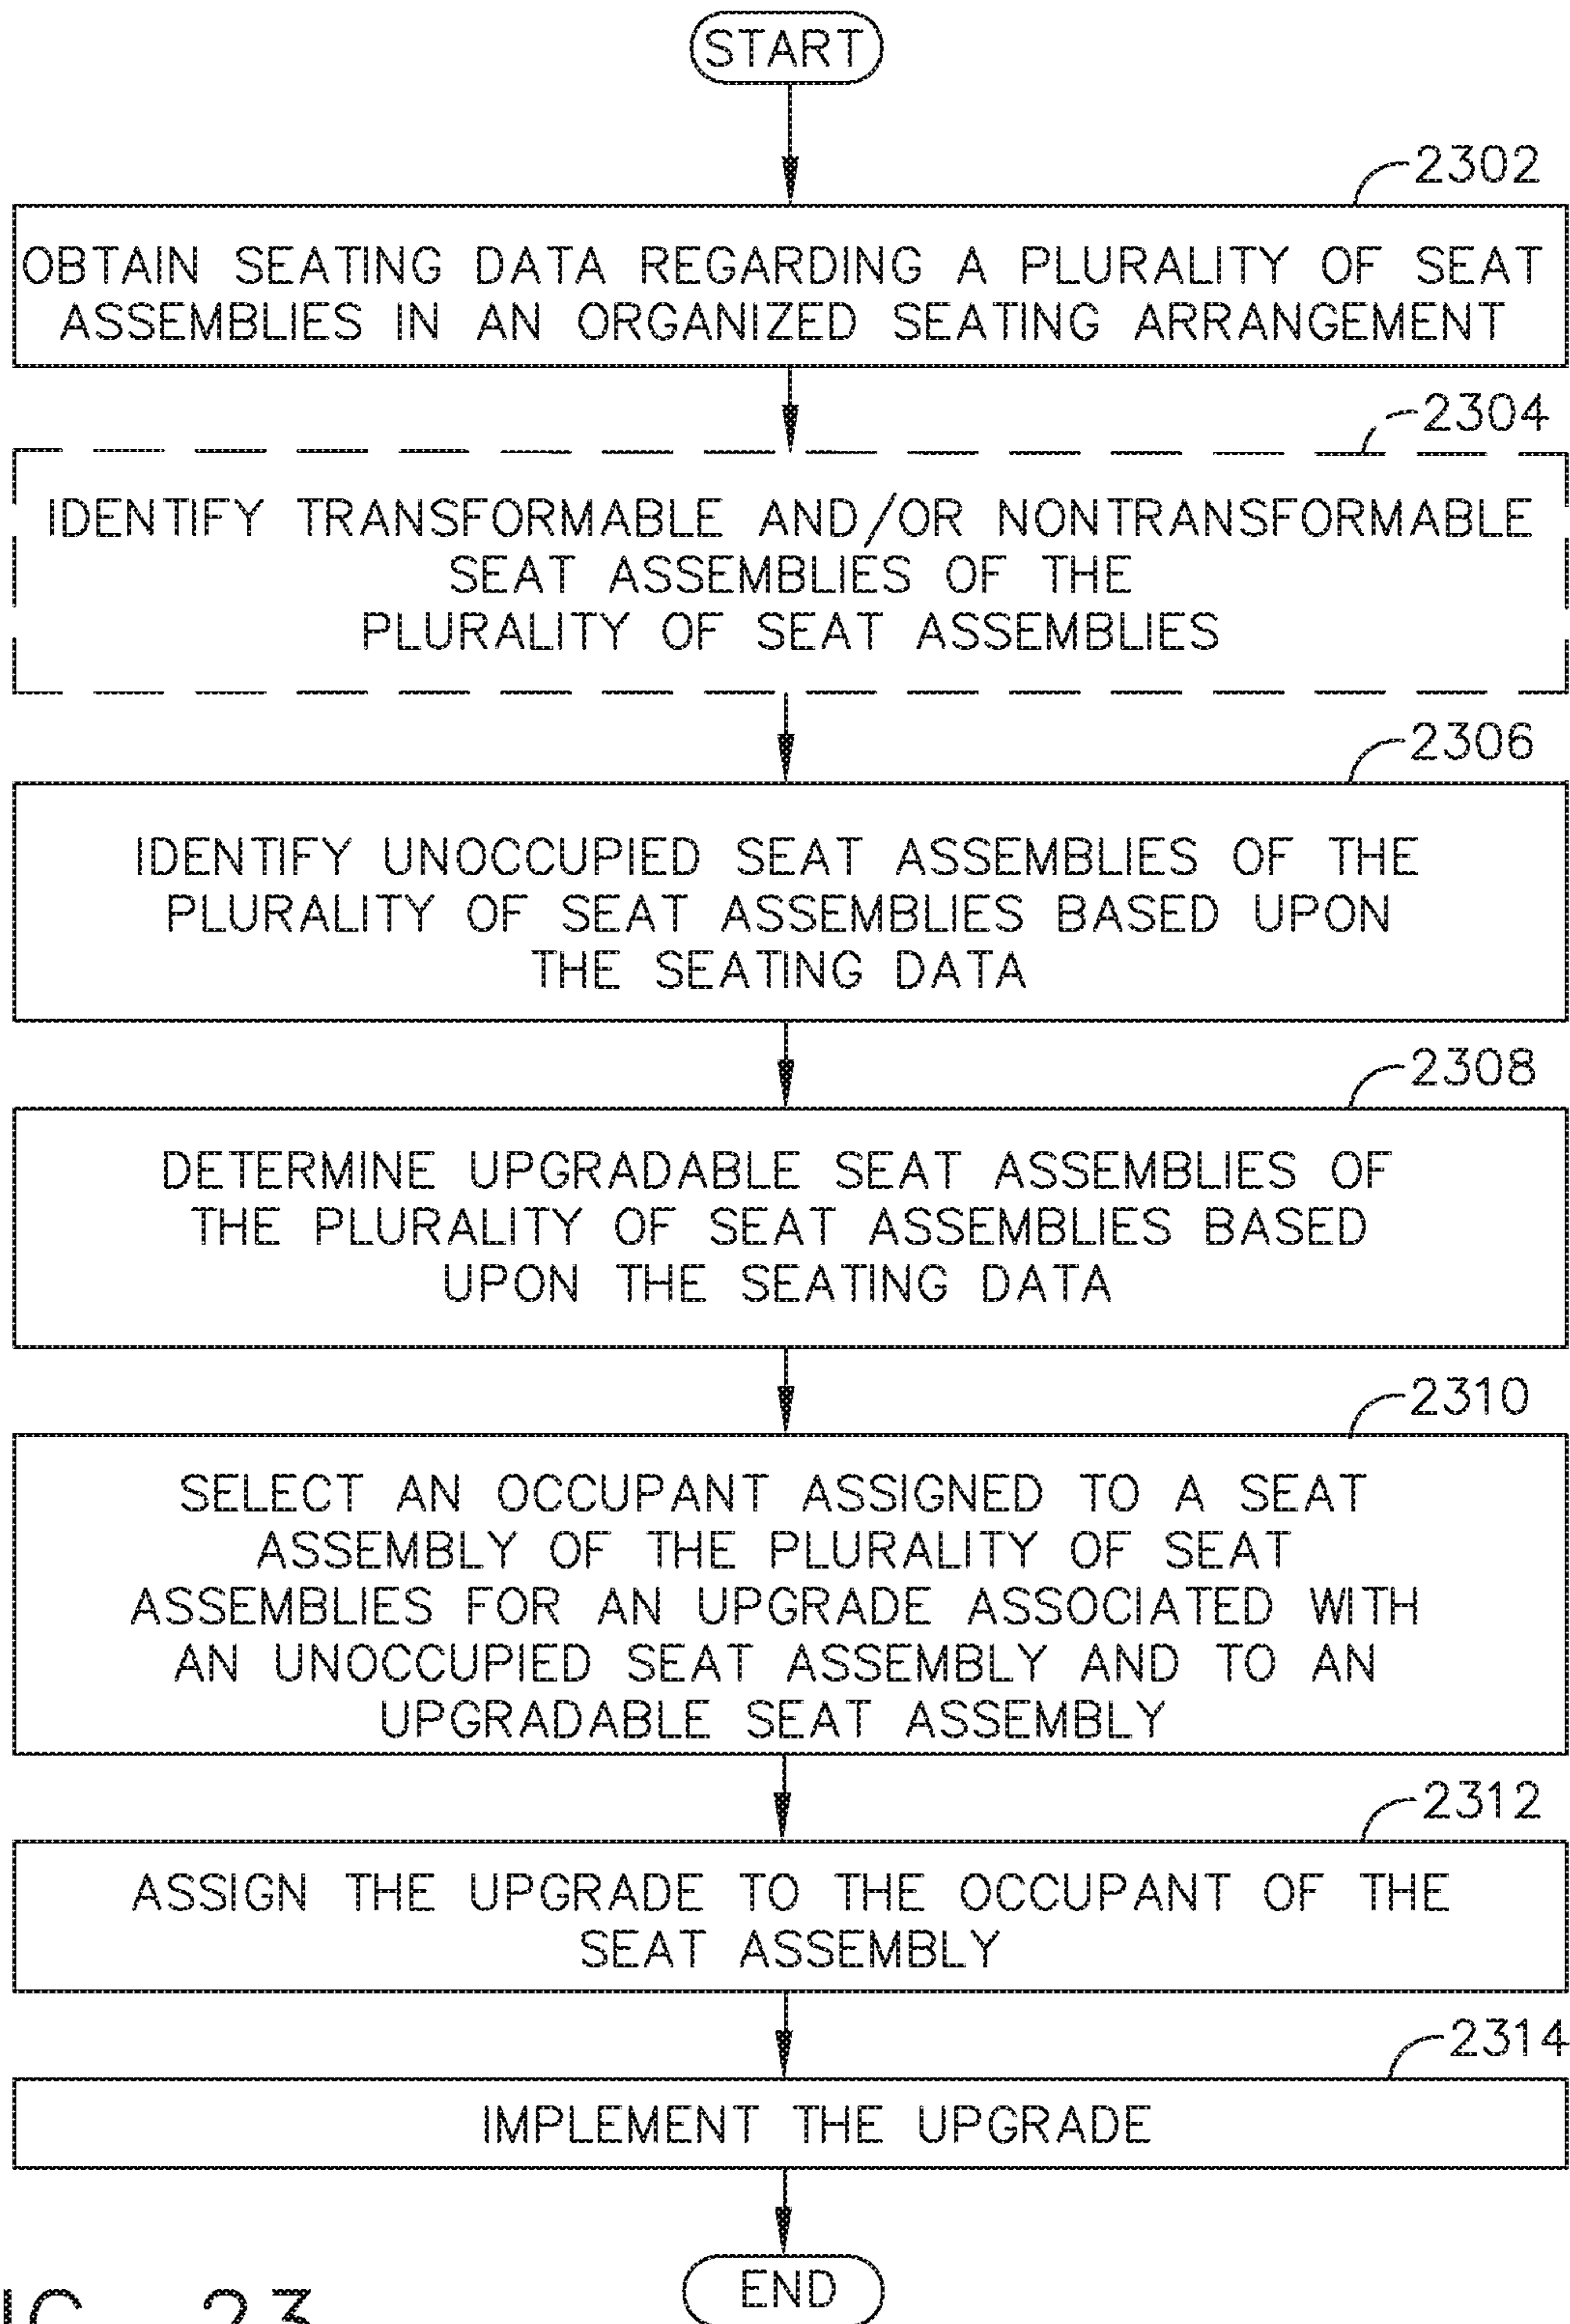 START
2302
OBTAIN SEATING DATA REGARDING A PLURALITY OF SEAT
ASSEMBLIES IN AN ORGANIZED SEATING ARRANGEMENT
2304
IDENTIFY TRANSFORMABLE AND/OR NONTRANSFORMABLE
SEAT ASSEMBLIES OF THE
PLURALITY OF SEAT ASSEMBLIES
2306
IDENTIFY UNOCCUPIED SEAT ASSEMBLIES OF THE
PLURALITY OF SEAT ASSEMBLIES BASED UPON
THE SEATING DATA
2308
DETERMINE UPGRADABLE SEAT ASSEMBLIES OF
THE PLURALITY OF SEAT ASSEMBLIES BASED
UPON THE SEATING DATA
2310
SELECT AN OCCUPANT ASSIGNED TO A SEAT
ASSEMBLY OF THE PLURALITY OF SEAT
ASSEMBLIES FOR AN UPGRADE ASSOCIATED WITH
AN UNOCCUPIED SEAT ASSEMBLY AND TO AN
UPGRADABLE SEAT ASSEMBLY
2312
ASSIGN THE UPGRADE TO THE OCCUPANT OF THE
SEAT ASSEMBLY
2314
IMPLEMENT THE UPGRADE
END
23